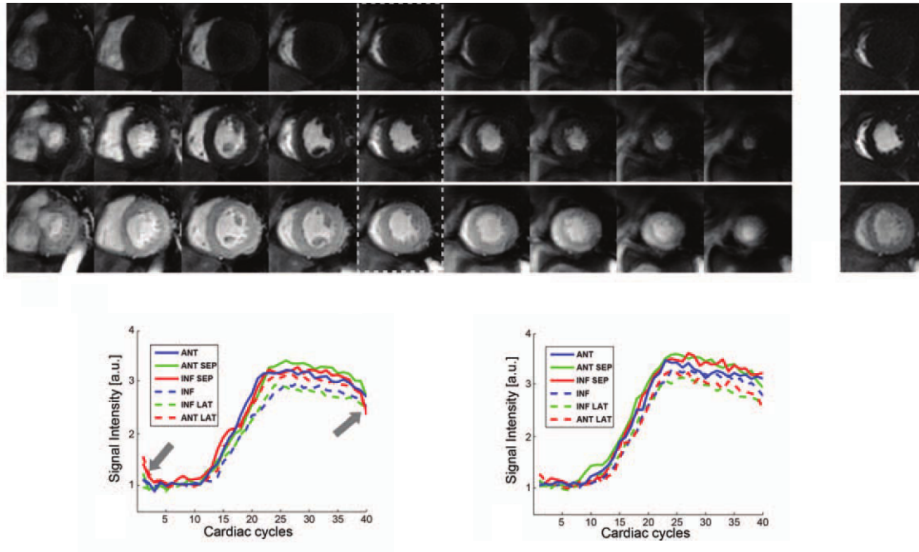 4
3
2
1
Signal Intensity [a.u.]
ANT
ANT SEP
INF SEP
INF
INF LAT
ANT LAT
5 10 15 20 25 30 35 40
Cardiac cycles
4
3
2
1
Signal Intensity [a.u.]
ANT
ANT SEP
INF SEP
INF
INF LAT
ANT LAT
5 10 15 20 25 30 35 40
Cardiac cycles